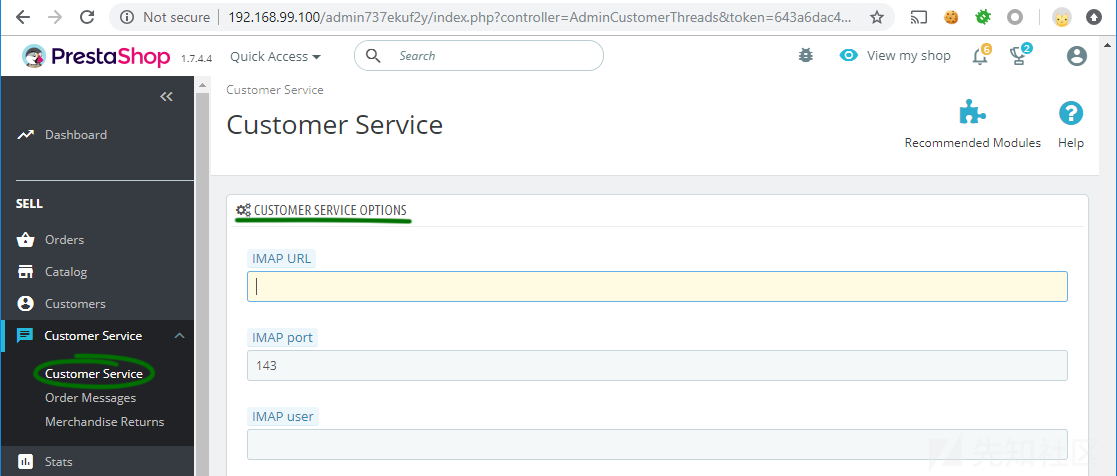 Not secure | 192.168.99.100/admin737ekuf2y/index.php?controller=AdminCustomerThreads&token=643a6dac4...
PrestaShop 1.7.4.4 Quick Access Search View my shop 6 2
Customer Service
Customer Service
Recommended Modules Help
Dashboard
SELL
Orders
Catalog
Customers
Customer Service
Customer Service
Order Messages
Merchandise Returns
Stats
CUSTOMER SERVICE OPTIONS
IMAP URL
IMAP port
143
IMAP user
先知社区